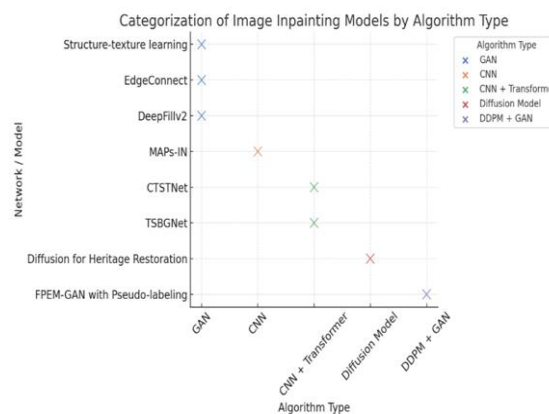 Categorization of Image Inpainting Models by Algorithm Type
Structure-texture learning
EdgeConnect
DeepFillv2
MAPs-IN
CTSTNet
TSBGNet
Diffusion for Heritage Restoration
FPEM-GAN with Pseudo-labeling
Network / Model
GAN
CNN
CNN + Transformer
Diffusion Model
DDPM + GAN
Algorithm Type
Algorithm Type
GAN
CNN
CNN + Transforme
Diffusion Model
DDPM + GAN